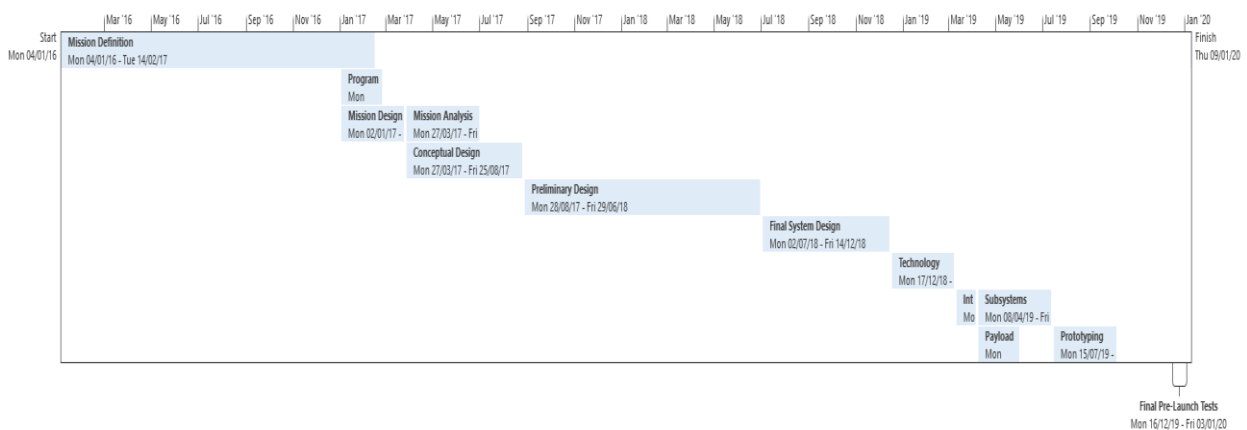 Mar '16 May '16 Jul '16 Sep '16 Nov '16 Jan '17 Mar '17 May '17 Jul '17 Sep '17 Nov '17 Jan '18 Mar '18 May '18 Jul '18 Sep '18 Nov '18 Jan '19 Mar '19 May '19 Jul '19 Sep '19 Nov '19 Jan '20
Start
Mon 04/01/16
Finish
Thu 09/01/20
Mission Definition
Mon 04/01/16 - Tue 14/02/17
Program
Mon
Mission Design
Mon 02/01/17 -
Mission Analysis
Mon 27/03/17 - Fri
Conceptual Design
Mon 27/03/17 - Fri 25/08/17
Preliminary Design
Mon 28/08/17 - Fri 29/06/18
Final System Design
Mon 02/07/18 - Fri 14/12/18
Technology
Mon 17/12/18 -
Int
Mo
Subsystems
Mon 08/04/19 - Fri
Payload
Mon
Prototyping
Mon 15/07/19 -
Final Pre-Launch Tests
Mon 16/12/19 - Fri 03/01/20